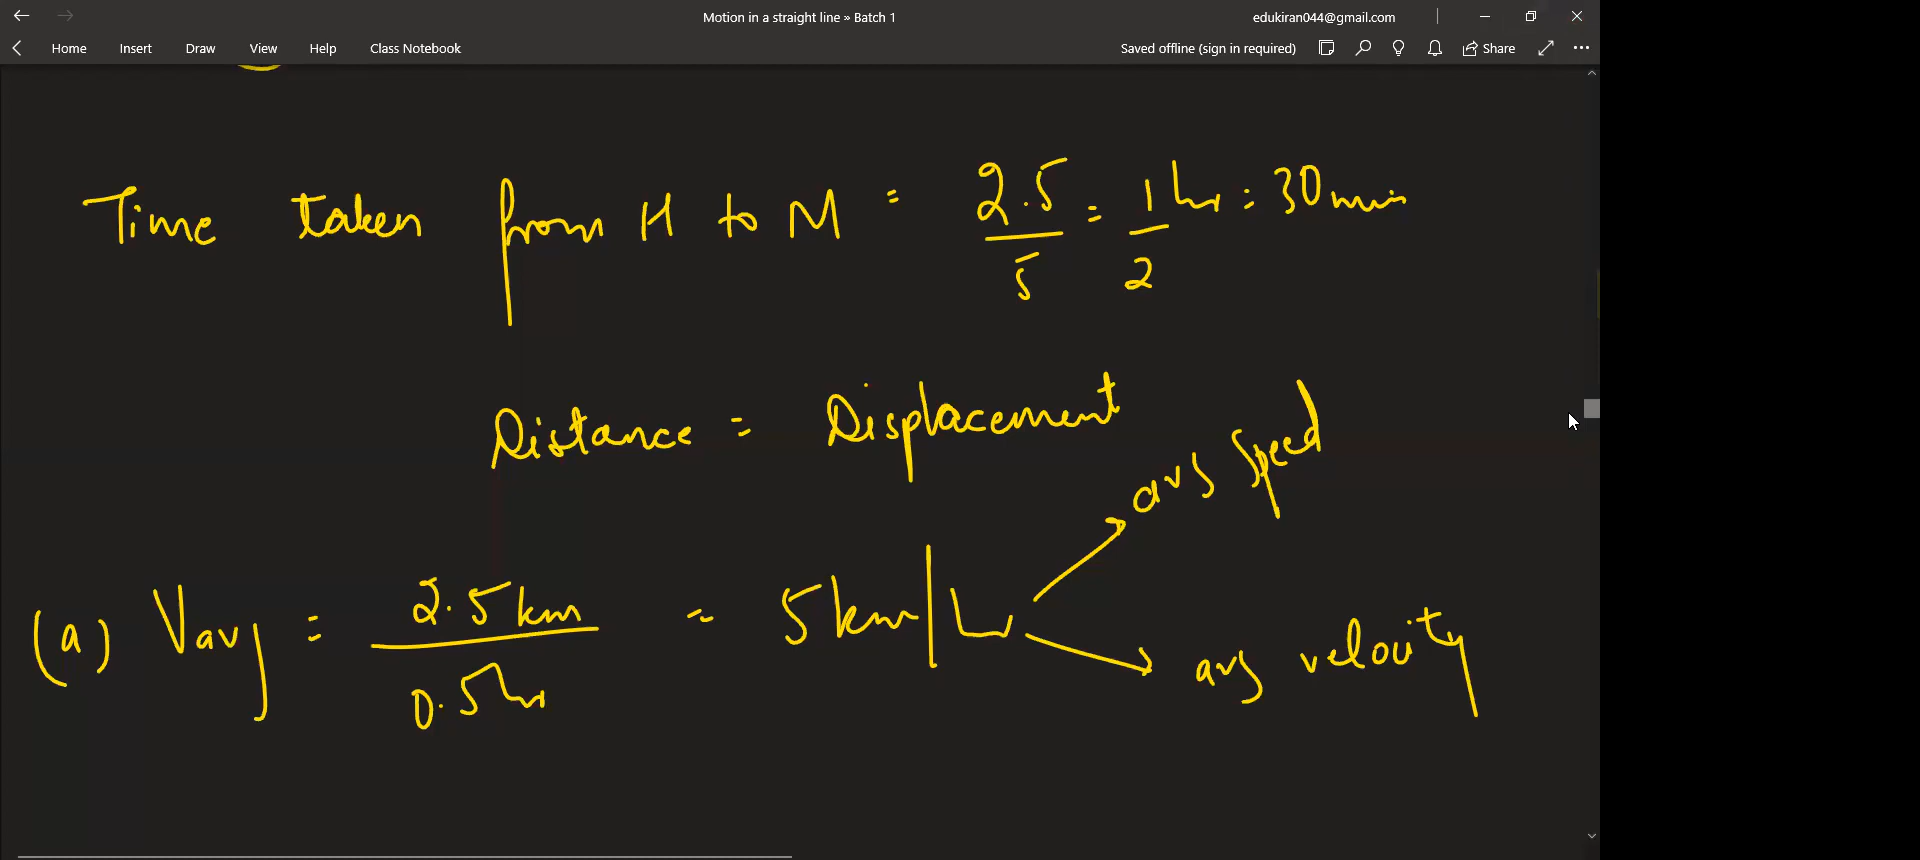 Motion in a straight line » Batch 1
edukiran044@gmail.com
Home Insert Draw View Help Class Notebook
Saved offline (sign in required) Share
Time taken from H to M = 2.5/5 = 1/2 hr = 30 min
Distance = Displacement
avg speed
(a) Vavg = 2.5 km/0.5 hr = 5 km/hr
avg velocity